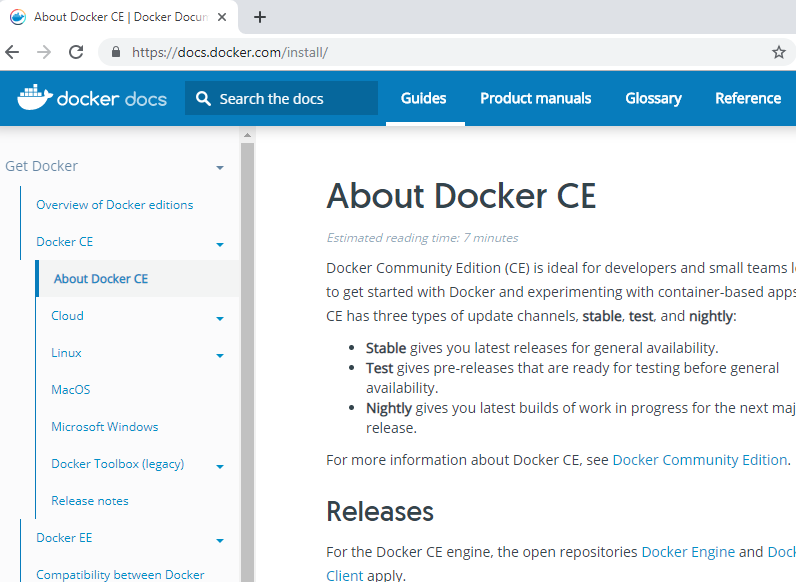 About Docker CE | Docker Docum
https://docs.docker.com/install/
docker docs
Search the docs
Guides
Product manuals
Glossary
Reference
Get Docker
Overview of Docker editions
Docker CE
About Docker CE
Cloud
Linux
MacOS
Microsoft Windows
Docker Toolbox (legacy)
Release notes
Docker EE
Compatibility between Docker
About Docker CE
Estimated reading time: 7 minutes
Docker Community Edition (CE) is ideal for developers and small teams l
to get started with Docker and experimenting with container-based apps
CE has three types of update channels, stable, test, and nightly:
• Stable gives you latest releases for general availability.
• Test gives pre-releases that are ready for testing before general
availability.
• Nightly gives you latest builds of work in progress for the next maj
release.
For more information about Docker CE, see Docker Community Edition.
Releases
For the Docker CE engine, the open repositories Docker Engine and Dock
Client apply.